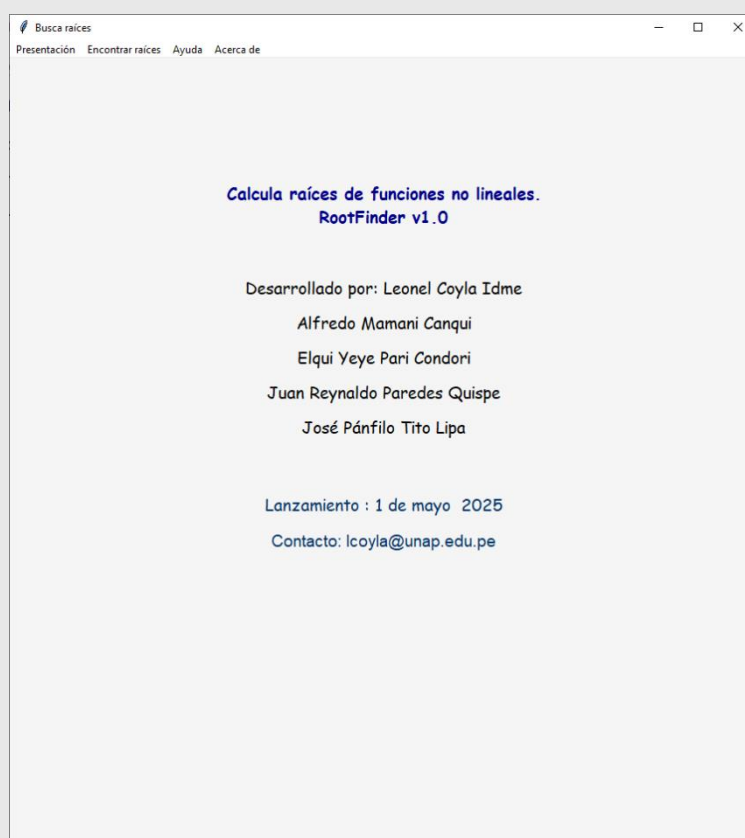 Busca raíces
Presentación Encontrar raíces Ayuda Acerca de
Calcula raíces de funciones no lineales.
RootFinder v1.0
Desarrollado por: Leonel Coyla Idme
Alfredo Mamani Canqui
Elqui Yeye Pari Condori
Juan Reynaldo Paredes Quispe
José Pánfilo Tito Lipa
Lanzamiento : 1 de mayo 2025
Contacto: lcoyla@unap.edu.pe